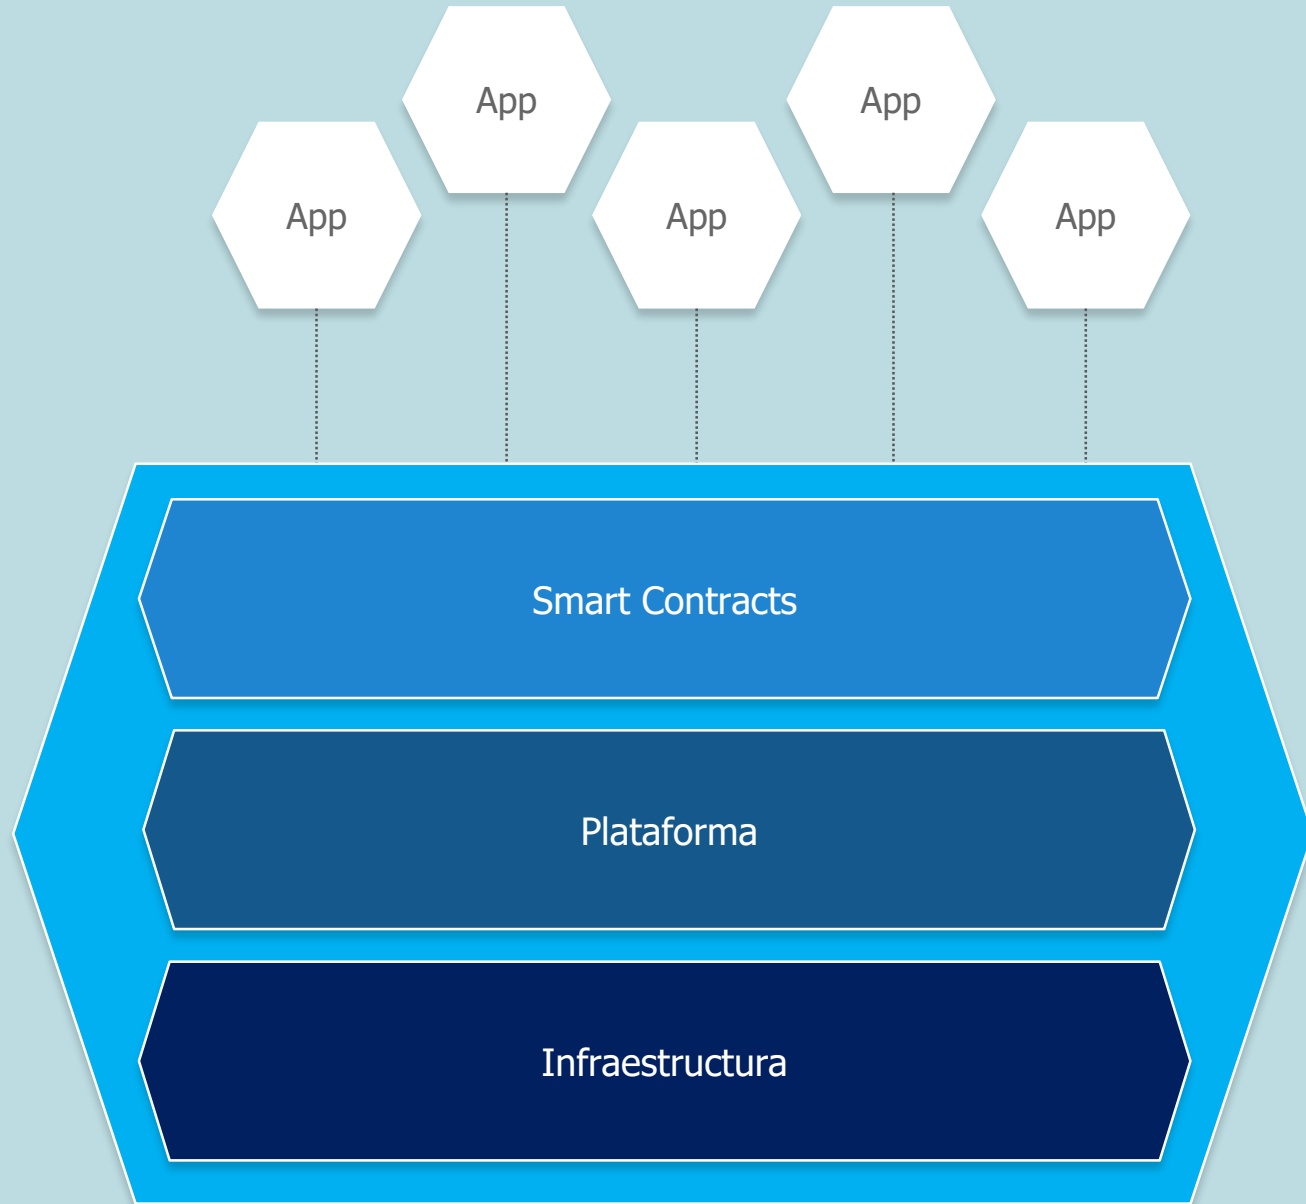 App
App
App
App
App
Smart Contracts
Plataforma
Infraestructura